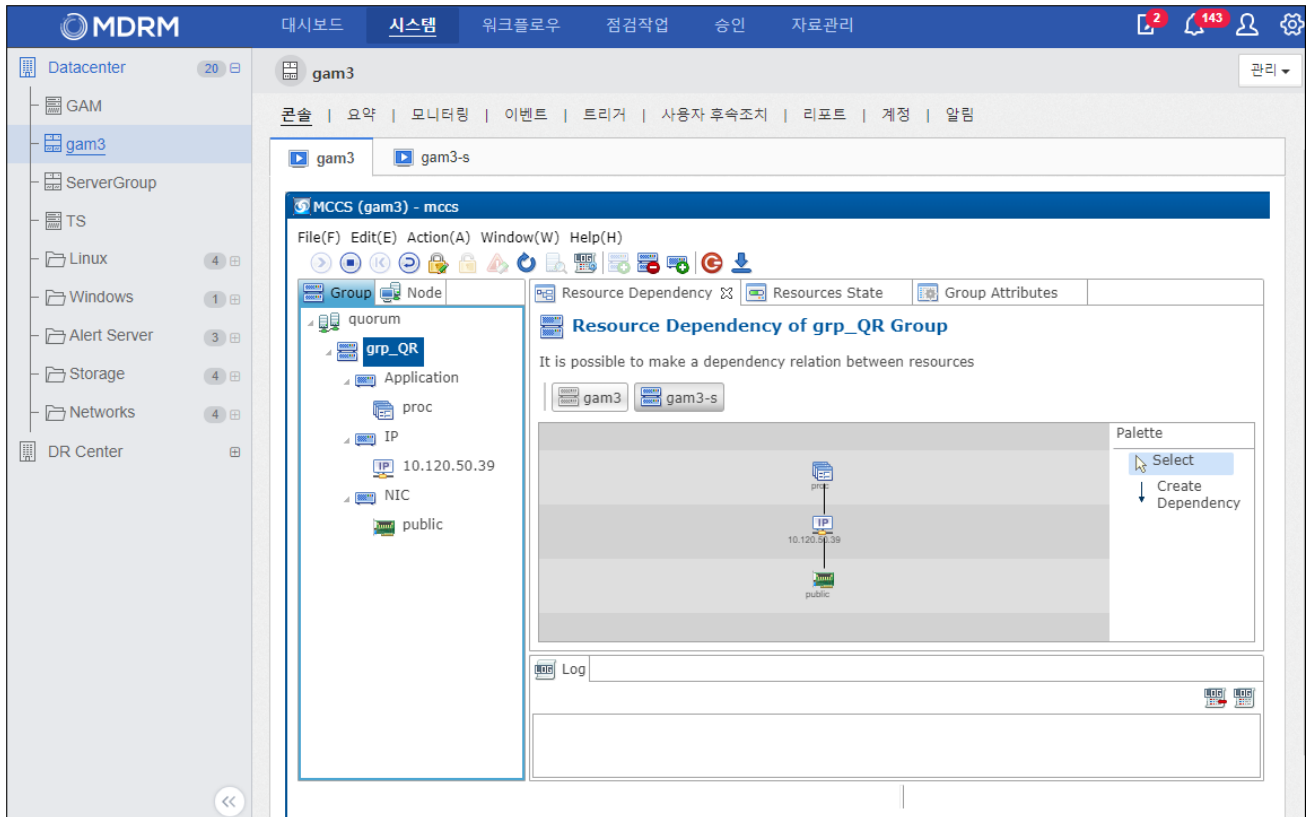 MDRM
대시보드 시스템 워크플로우 점검작업 승인 자료관리 2 143
Datacenter 20
GAM
gam3
ServerGroup
TS
Linux 4
Windows 1
Alert Server 3
Storage 4
Networks 4
DR Center
gam3 관리
콘솔 | 요약 | 모니터링 | 이벤트 | 트리거 | 사용자 후속조치 | 리포트 | 계정 | 알림
gam3 gam3-s
MCCS (gam3) - mccs
File(F) Edit(E) Action(A) Window(W) Help(H)
Group Node
quorum
grp_QR
Application
proc
IP
10.120.50.39
NIC
public
Resource Dependency Resources State Group Attributes
Resource Dependency of grp_QR Group
It is possible to make a dependency relation between resources
gam3 gam3-s
proc
IP
10.120.50.39
public
Palette
Select
Create
Dependency
Log